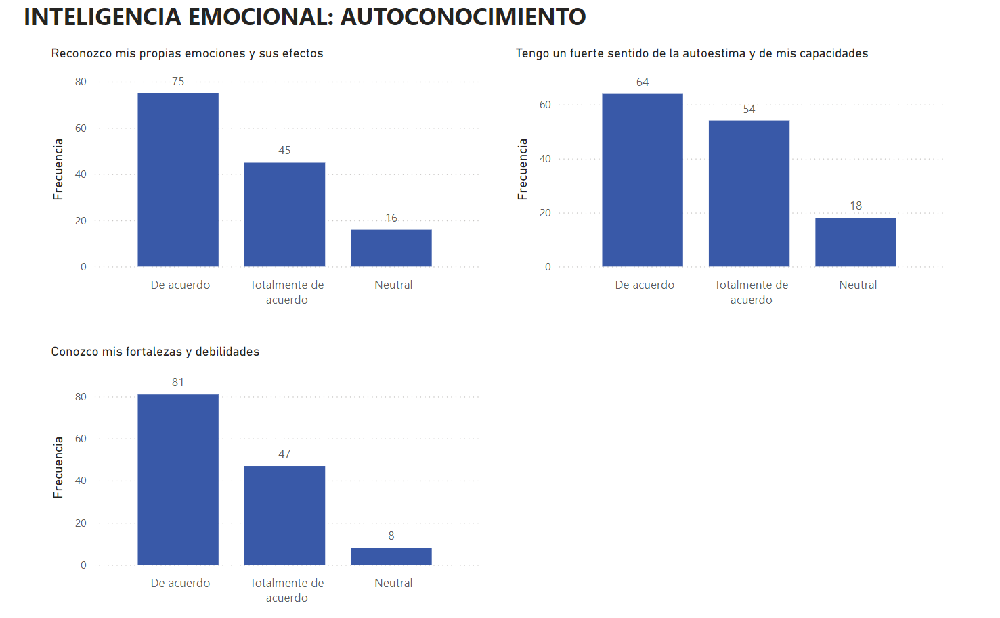 INTELIGENCIA EMOCIONAL: AUTOCONOCIMIENTO
Reconozco mis propias emociones y sus efectos
80
60
40
20
0
Frecuencia
75
45
16
De acuerdo
Totalmente de
acuerdo
Neutral
Tengo un fuerte sentido de la autoestima y de mis capacidades
60
40
20
0
Frecuencia
64
54
18
De acuerdo
Totalmente de
acuerdo
Neutral
Conozco mis fortalezas y debilidades
80
60
40
20
0
Frecuencia
81
47
8
De acuerdo
Totalmente de
acuerdo
Neutral